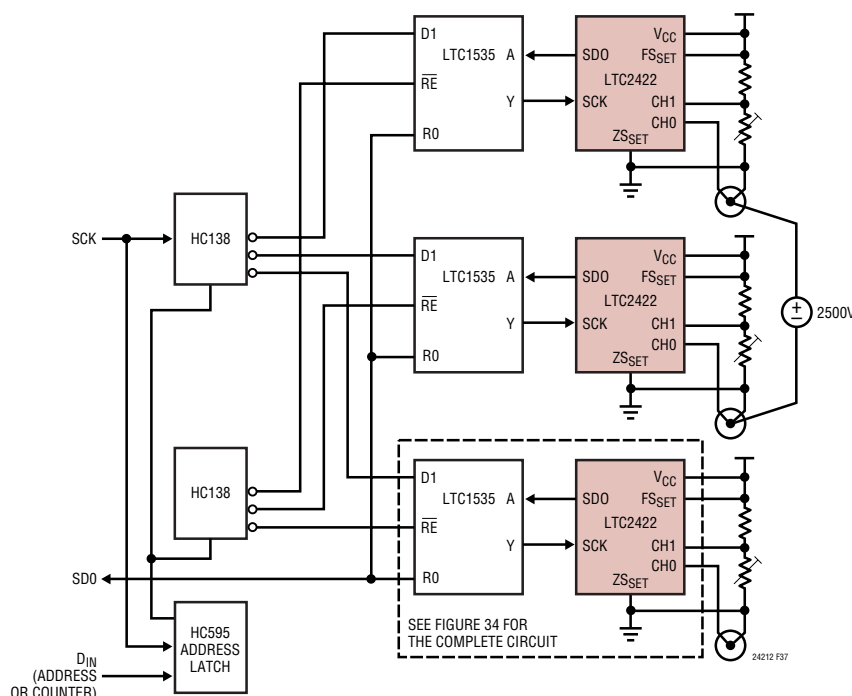 D1
LTC1535
A
RE
Y
R0
SDO
LTC2422
SCK
VCC
FSSET
CH1
CH0
ZSSET
SCK
HC138
D1
LTC1535
A
RE
Y
R0
SDO
LTC2422
SCK
VCC
FSSET
CH1
CH0
ZSSET
+
−
2500V
HC138
D1
LTC1535
A
RE
Y
R0
SDO
LTC2422
SCK
VCC
FSSET
CH1
CH0
ZSSET
SD0
HC595
ADDRESS
LATCH
DIN
(ADDRESS
OR COUNTER)
SEE FIGURE 34 FOR
THE COMPLETE CIRCUIT
24212 F37